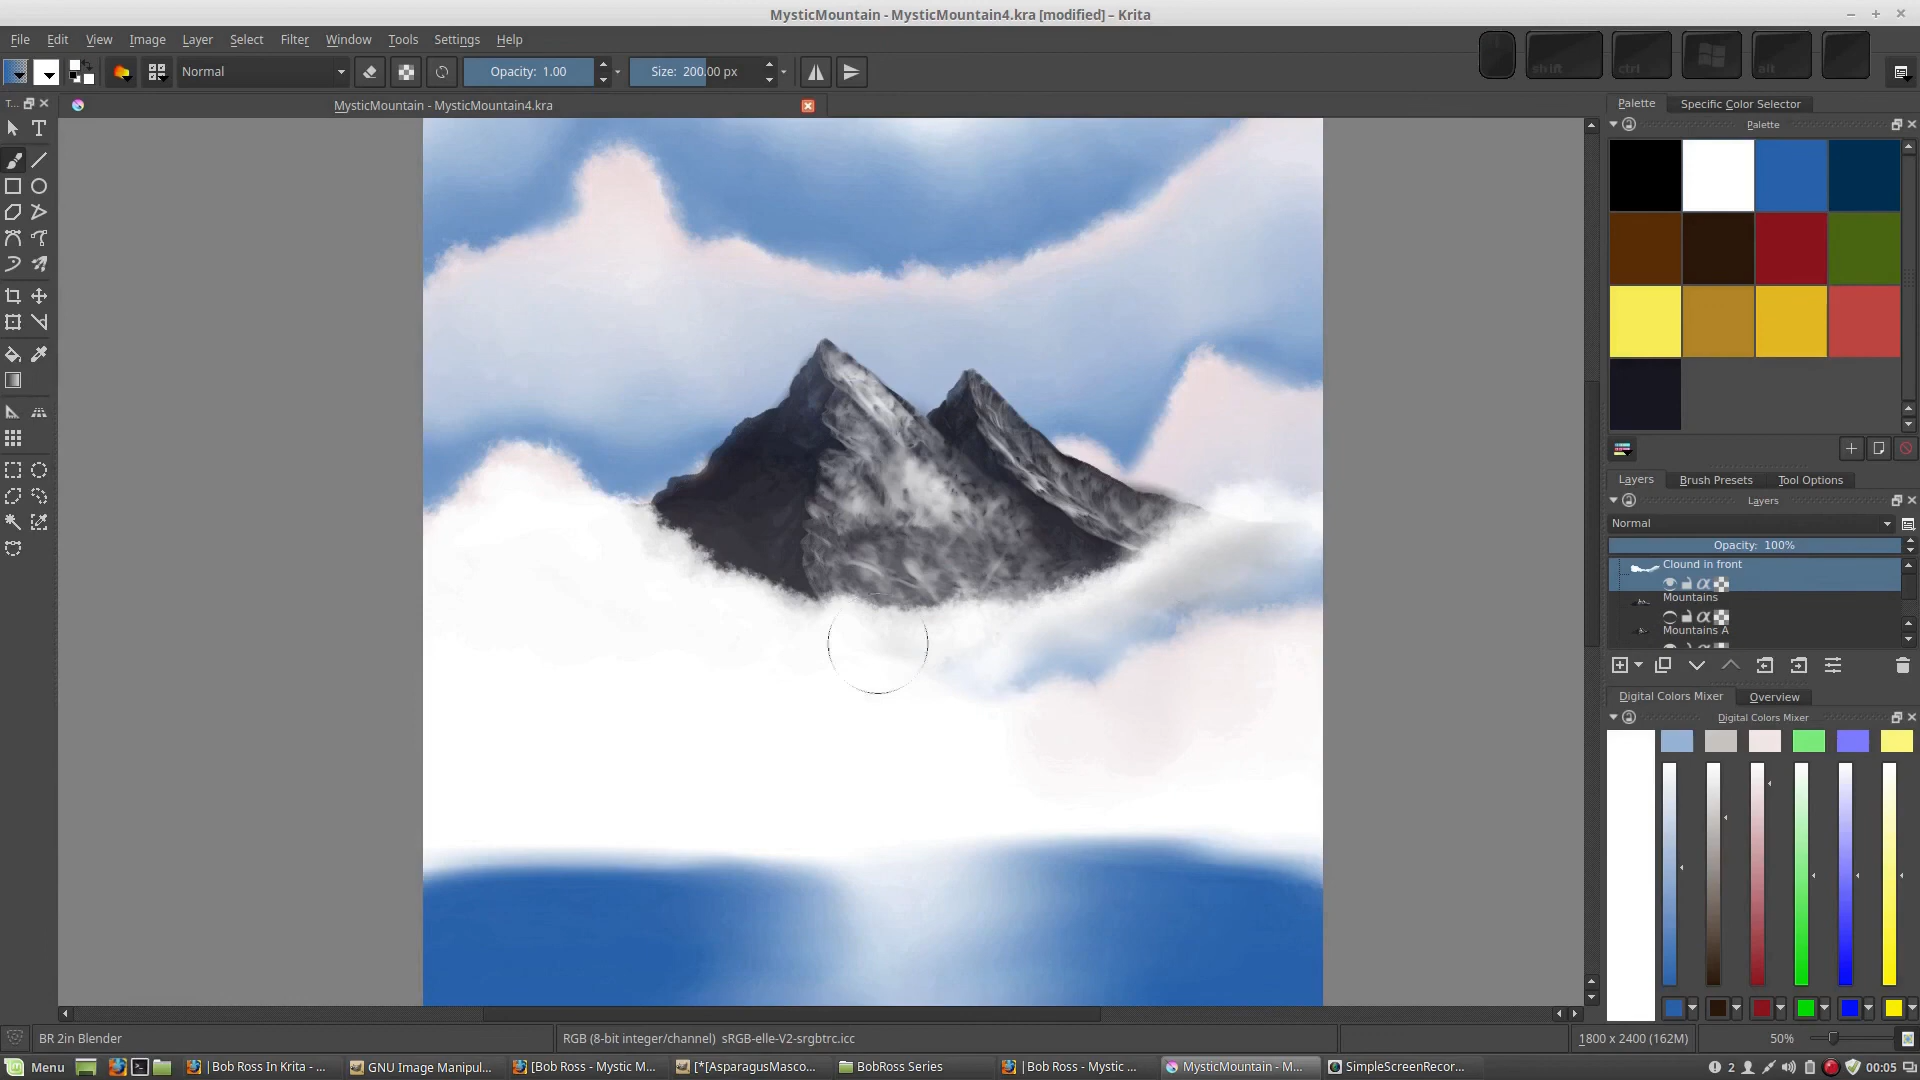 MysticMountain - MysticMountain4.kra [modified] – Krita
File Edit View Image Layer Select Filter Tools Settings Window Help
Normal
Opacity: 1.00
Size: 200.00 px
shift
ctrl
alt
T...
MysticMountain - MysticMountain4.kra
Palette
Specific Color Selector
Palette
Layers
Brush Presets
Tool Options
Layers
Normal
Opacity: 100%
Clound in front
Mountains
Mountains A
Digital Colors Mixer
Overview
Digital Colors Mixer
BR 2in Blender
RGB (8-bit integer/channel) sRGB-elle-V2-srgbtrc.icc
1800 x 2400 (162M)
50%
Menu
|Bob Ross In Krita - ...
GNU Image Manipul...
[Bob Ross - Mystic M...
[*[AsparagusMasco...
BobRoss Series
|Bob Ross - Mystic ...
MysticMountain - M...
SimpleScreenRecor...
2
00:05